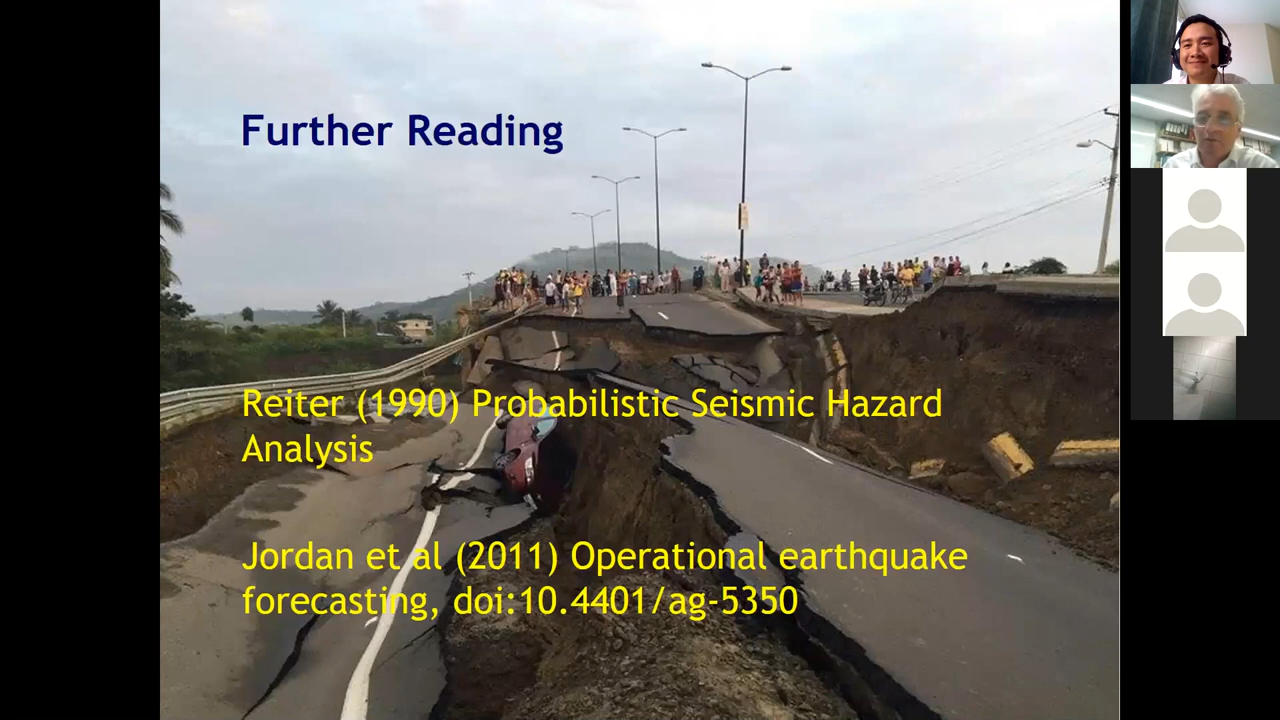 Further Reading
Reiter (1990) Probabilistic Seismic Hazard
Analysis
Jordan et al (2011) Operational earthquake
forecasting, doi:10.4401/ag-5350